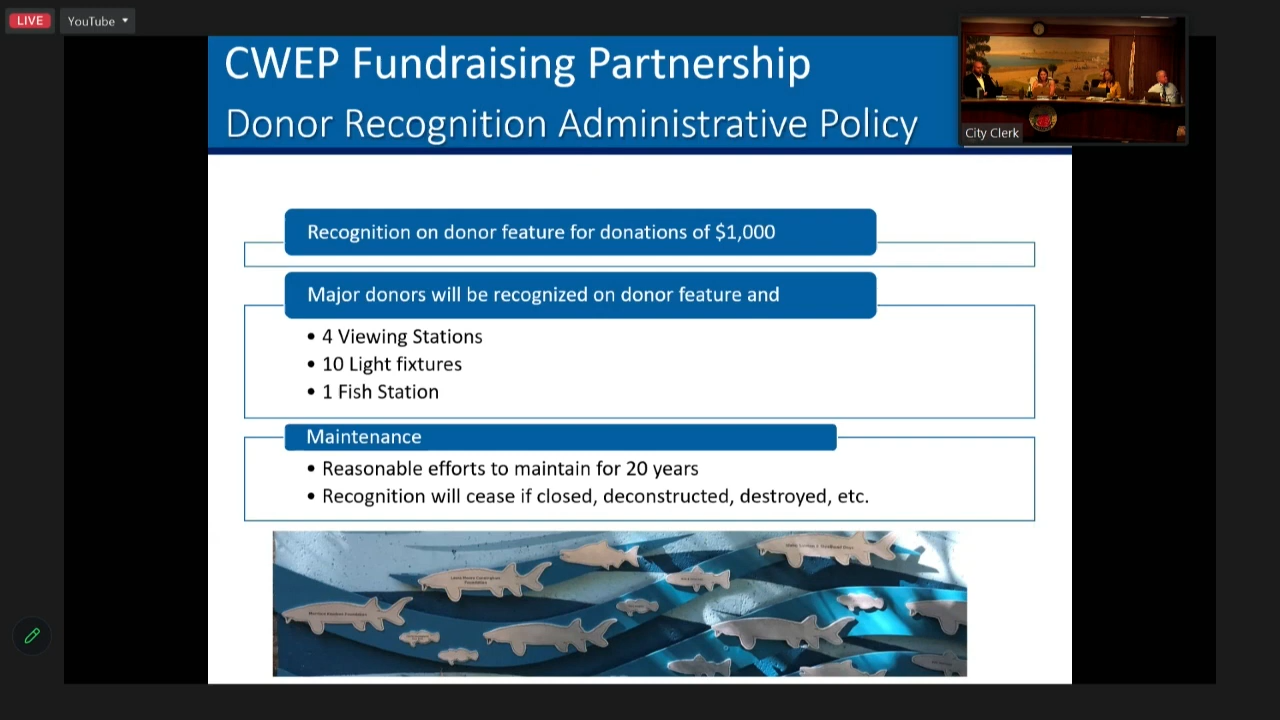 LIVE
YouTube
CWEP Fundraising Partnership
Donor Recognition Administrative Policy
City Clerk
Recognition on donor feature for donations of $1,000
Major donors will be recognized on donor feature and
• 4 Viewing Stations
• 10 Light fixtures
• 1 Fish Station
Maintenance
• Reasonable efforts to maintain for 20 years
• Recognition will cease if closed, deconstructed, destroyed, etc.